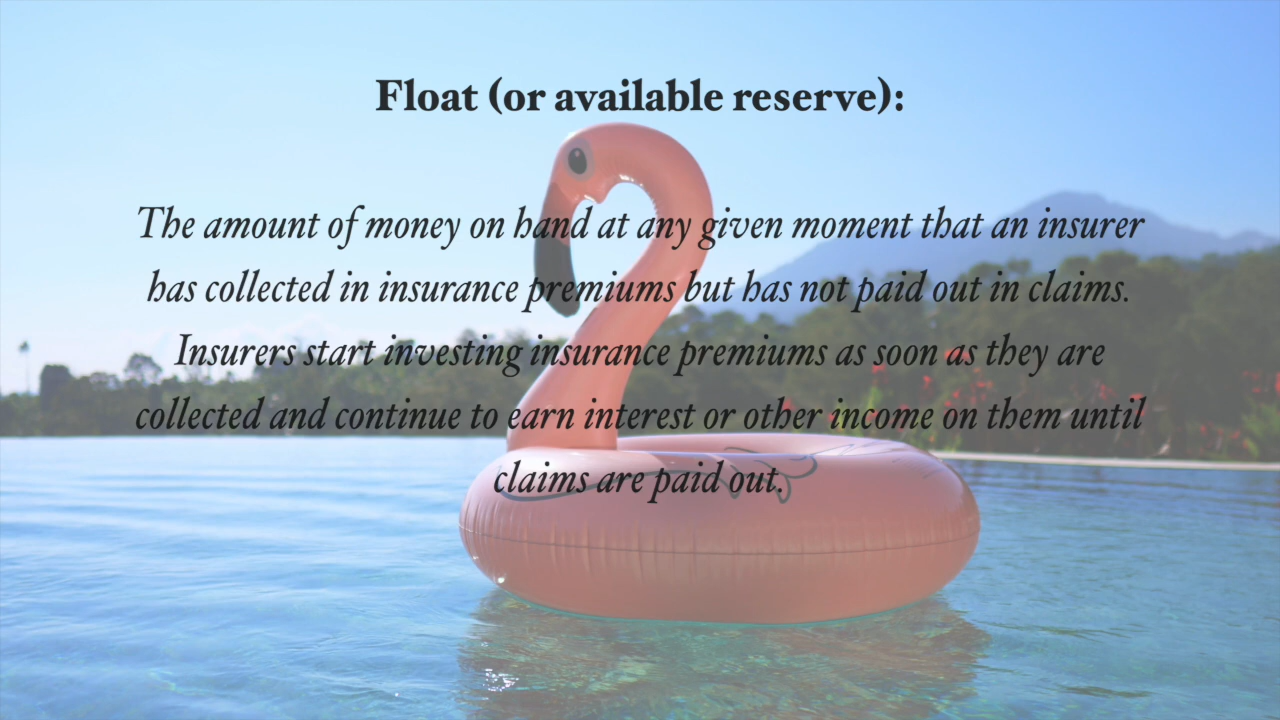 Float (or available reserve):
The amount of money on hand at any given moment that an insurer
has collected in insurance premiums but has not paid out in claims.
Insurers start investing insurance premiums as soon as they are
collected and continue to earn interest or other income on them until
claims are paid out.